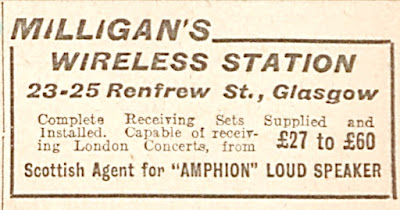 MILLIGAN'S
WIRELESS STATION
23-25 Renfrew St., Glasgow
Complete Receiving Sets Supplied and
Installed. Capable of receiv-
ing London Concerts, from £27 to £60
Scottish Agent for "AMPHION" LOUD SPEAKER